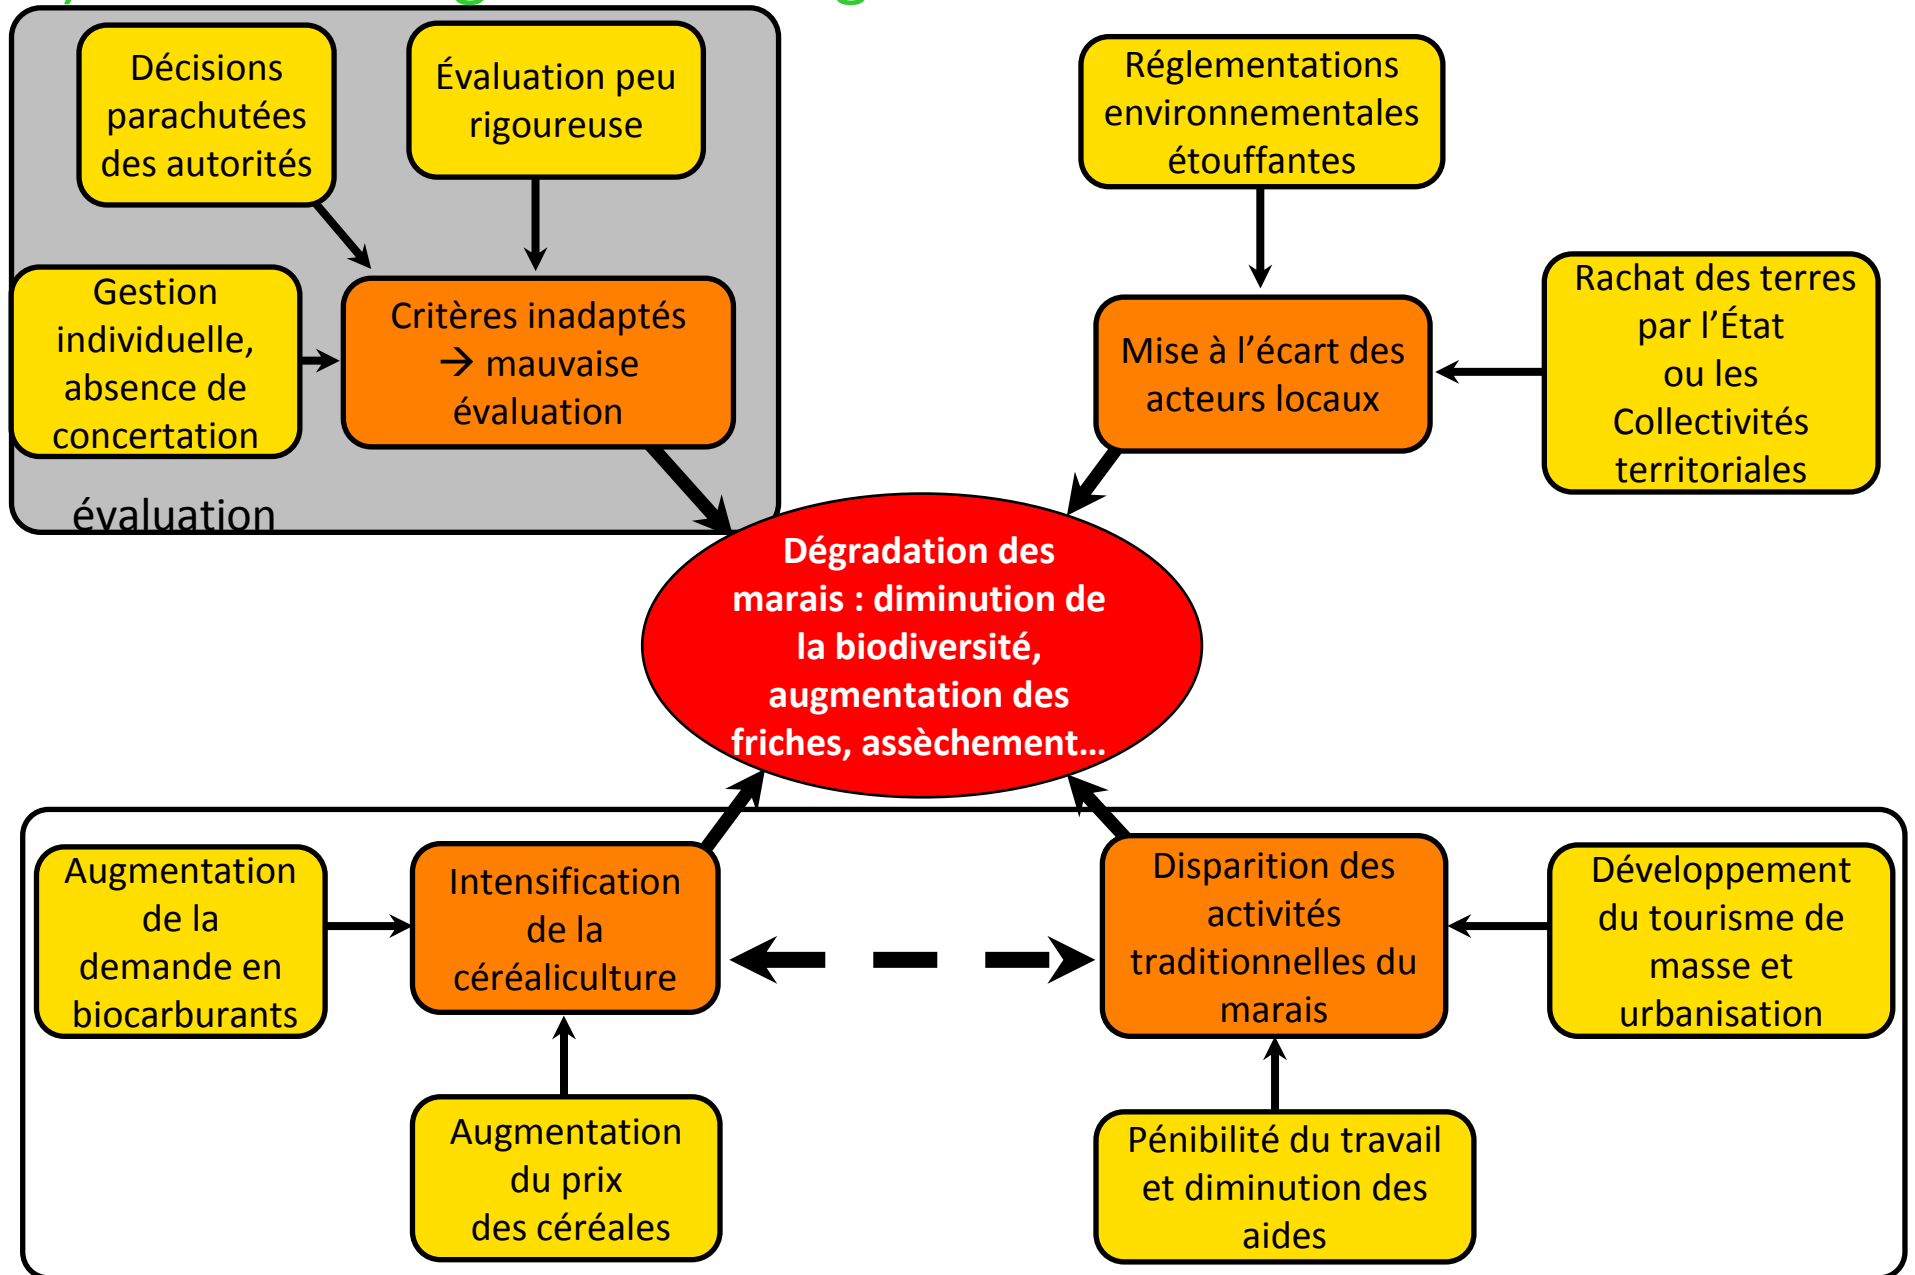 Décisions
parachutées
des autorités
Évaluation peu
rigoureuse
Gestion
individuelle,
absence de
concertation
Critères inadaptés
→ mauvaise
évaluation
évaluation
Réglementations
environnementales
étouffantes
Mise à l’écart des
acteurs locaux
Rachat des terres
par l’État
ou les
Collectivités
territoriales
Dégradation des
marais : diminution de
la biodiversité,
augmentation des
friches, assèchement…
Augmentation
de la
demande en
biocarburants
Intensification
de la
céréaliculture
Augmentation
du prix
des céréales
Disparition des
activités
traditionnelles du
marais
Développement
du tourisme de
masse et
urbanisation
Pénibilité du travail
et diminution des
aides